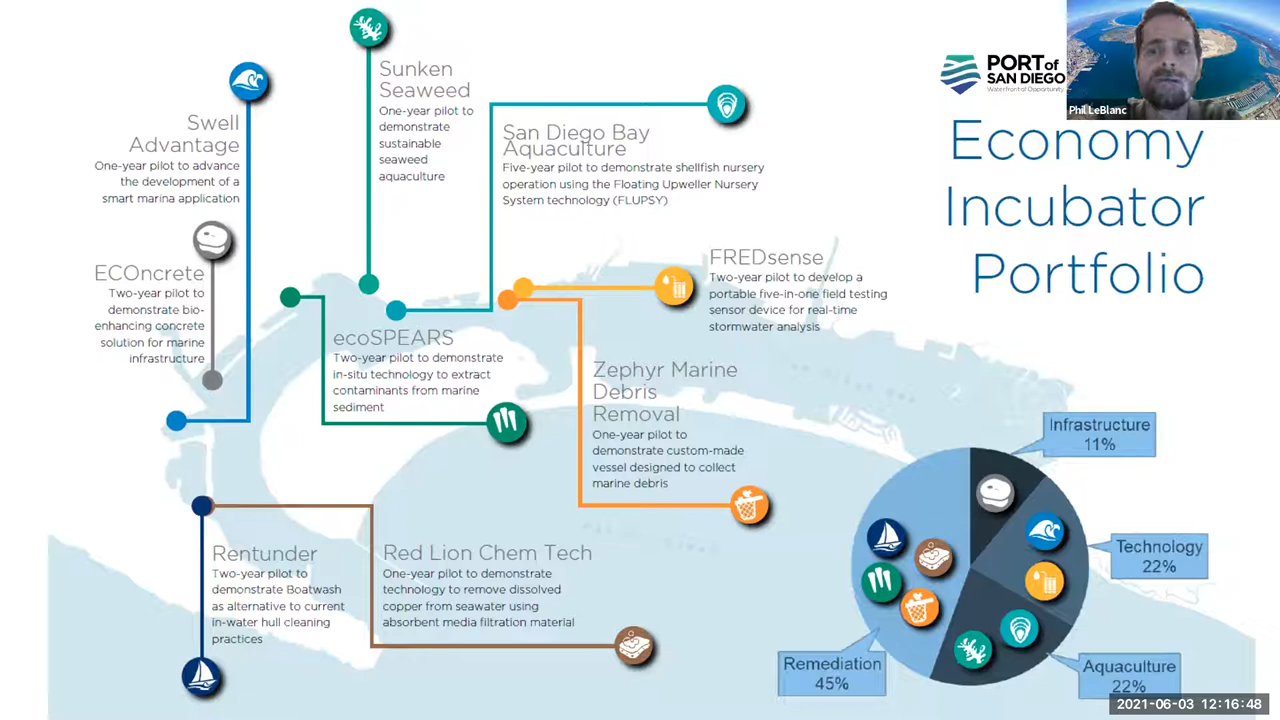 PORT of
SAN DIEGO
Waterfront of Opportunity
Phil LeBlanc
Economy
Incubator
Portfolio
Swell
Advantage
One-year pilot to advance
the development of a
smart marina application
Sunken
Seaweed
One-year pilot to
demonstrate
sustainable
seaweed
aquaculture
San Diego Bay
Aquaculture
Five-year pilot to demonstrate shellfish nursery
operation using the Floating Upweller Nursery
System technology (FLUPSY)
ECOncrete
Two-year pilot to
demonstrate bio-
enhancing concrete
solution for marine
infrastructure
ecoSPEARS
Two-year pilot to demonstrate
in-situ technology to extract
contaminants from marine
sediment
FREDsense
Two-year pilot to develop a
portable five-in-one field testing
sensor device for real-time
stormwater analysis
Zephyr Marine
Debris
Removal
One-year pilot to
demonstrate custom-made
vessel designed to collect
marine debris
Rentunder
Two-year pilot to
demonstrate Boatwash
as alternative to current
in-water hull cleaning
practices
Red Lion Chem Tech
One-year pilot to demonstrate
technology to remove dissolved
copper from seawater using
absorbent media filtration material
Infrastructure
11%
Technology
22%
Aquaculture
22%
Remediation
45%
2021-06-03 12:16:48